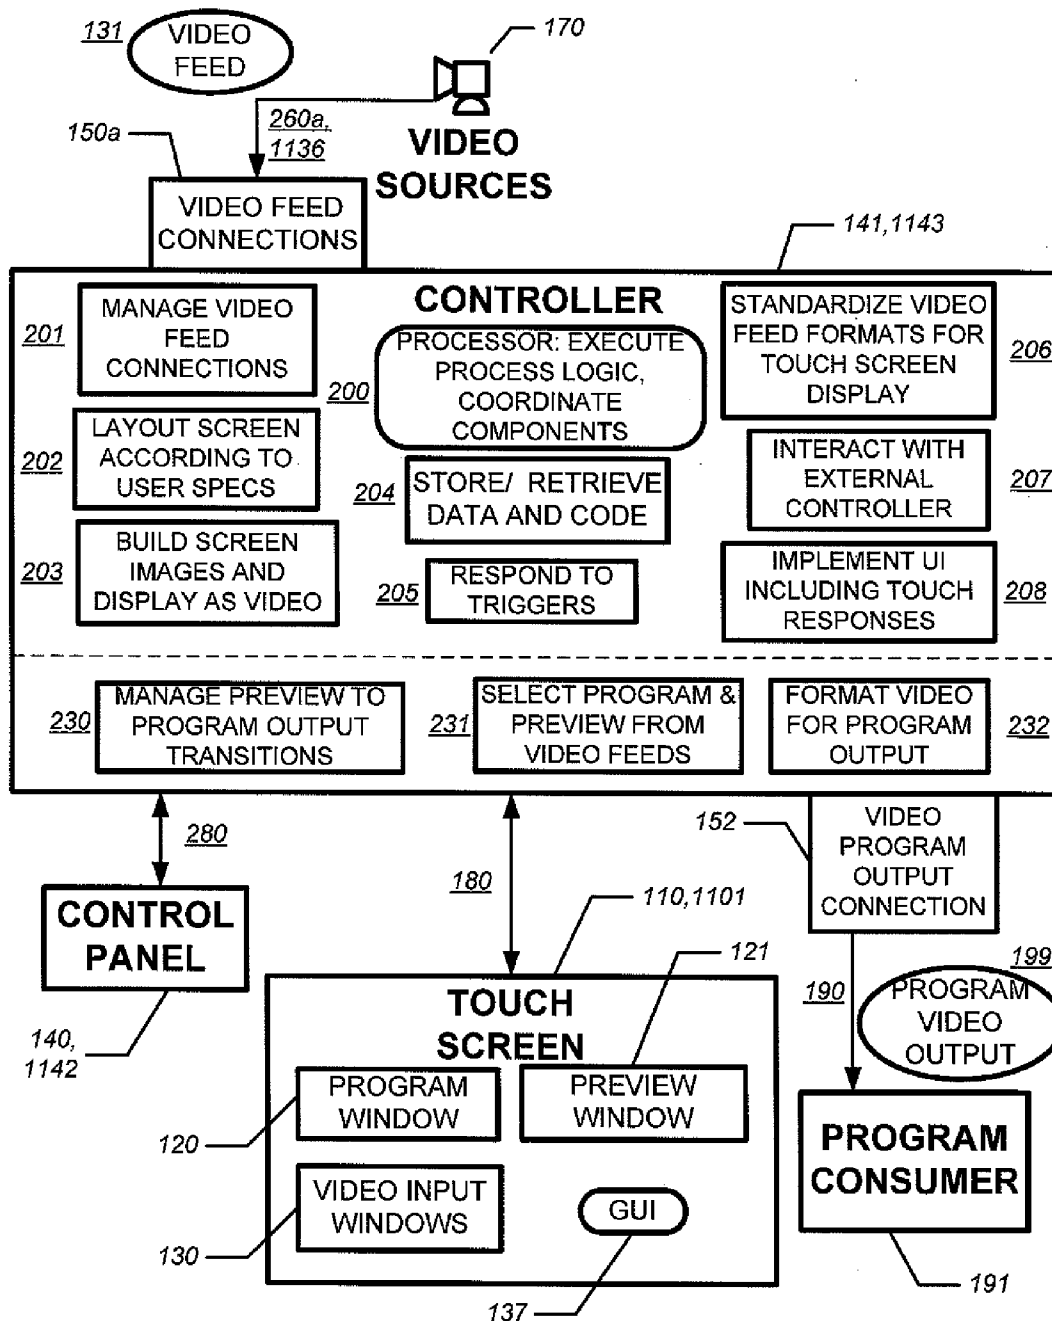 131
VIDEO
FEED
170
260a,
1136
150a
VIDEO
SOURCES
VIDEO FEED
CONNECTIONS
141,1143
CONTROLLER
201
MANAGE VIDEO
FEED
CONNECTIONS
200
PROCESSOR: EXECUTE
PROCESS LOGIC,
COORDINATE
COMPONENTS
STANDARDIZE VIDEO
FEED FORMATS FOR
TOUCH SCREEN
DISPLAY
206
202
LAYOUT SCREEN
ACCORDING TO
USER SPECS
204
STORE/ RETRIEVE
DATA AND CODE
INTERACT WITH
EXTERNAL
CONTROLLER
207
203
BUILD SCREEN
IMAGES AND
DISPLAY AS VIDEO
205
RESPOND TO
TRIGGERS
IMPLEMENT UI
INCLUDING TOUCH
RESPONSES
208
230
MANAGE PREVIEW TO
PROGRAM OUTPUT
TRANSITIONS
231
SELECT PROGRAM &
PREVIEW FROM
VIDEO FEEDS
FORMAT VIDEO
FOR PROGRAM
OUTPUT
232
280
180
152
VIDEO
PROGRAM
OUTPUT
CONNECTION
CONTROL
PANEL
140,
1142
110,1101
121
190
199
PROGRAM
VIDEO
OUTPUT
TOUCH
SCREEN
PROGRAM
WINDOW
PREVIEW
WINDOW
120
VIDEO INPUT
WINDOWS
130
GUI
137
PROGRAM
CONSUMER
191